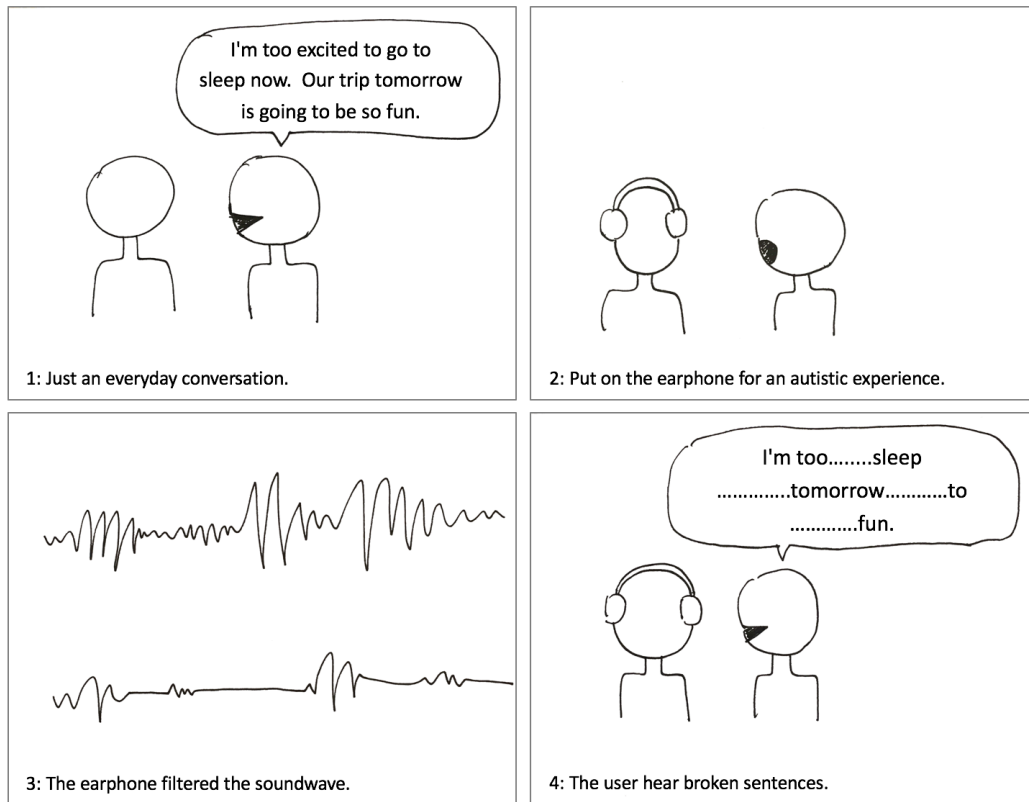 I'm too excited to go to
sleep now. Our trip tomorrow
is going to be so fun.
1: Just an everyday conversation.
2: Put on the earphone for an autistic experience.
3: The earphone filtered the soundwave.
I'm too........sleep
..............tomorrow............to
.............fun.
4: The user hear broken sentences.